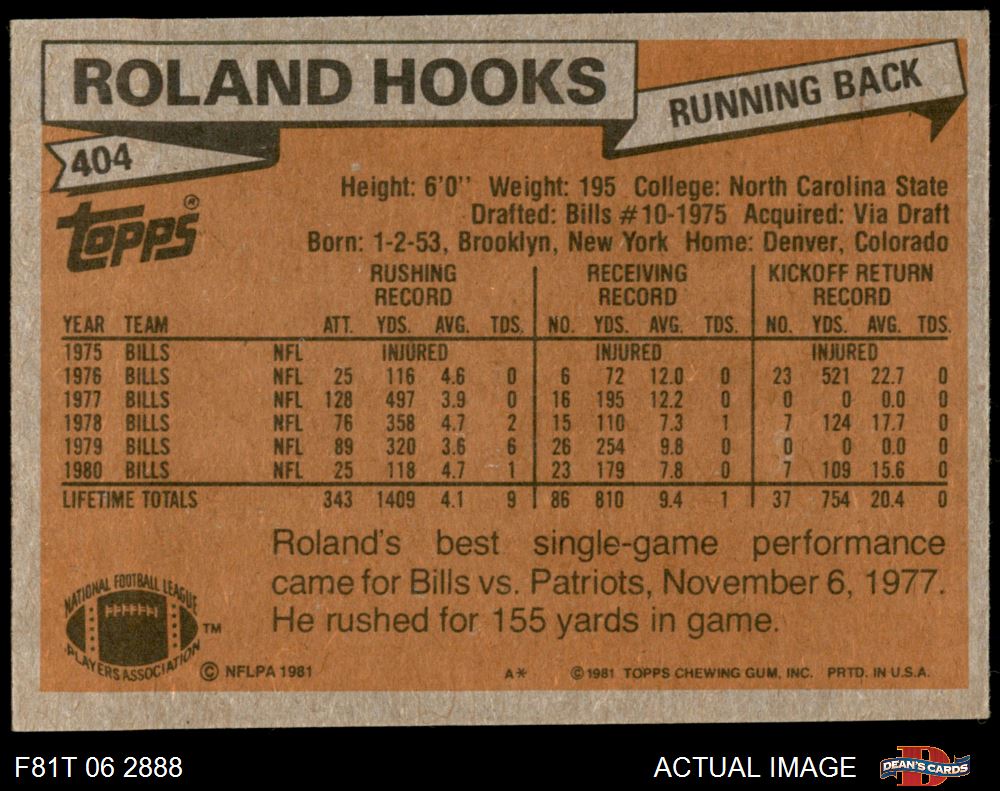 ROLAND HOOKS
RUNNING BACK
404
TOPPS®
Height: 6'0'' Weight: 195 College: North Carolina State
Drafted: Bills #10-1975 Acquired: Via Draft
Born: 1-2-53, Brooklyn, New York Home: Denver, Colorado
RUSHING RECORD RECEIVING RECORD KICKOFF RETURN RECORD
YEAR TEAM ATT. YDS. AVG. TDS. NO. YDS. AVG. TDS. NO. YDS. AVG. TDS.
1975 BILLS NFL INJURED INJURED INJURED
1976 BILLS NFL 25 116 4.6 0 6 72 12.0 0 23 521 22.7 0
1977 BILLS NFL 128 497 3.9 0 16 195 12.2 0 0 0 0.0 0
1978 BILLS NFL 76 358 4.7 2 15 110 7.3 1 7 124 17.7 0
1979 BILLS NFL 89 320 3.6 6 26 254 9.8 0 0 0 0.0 0
1980 BILLS NFL 25 118 4.7 1 23 179 7.8 0 7 109 15.6 0
LIFETIME TOTALS 343 1409 4.1 9 86 810 9.4 1 37 754 20.4 0
Roland's best single-game performance
came for Bills vs. Patriots, November 6, 1977.
He rushed for 155 yards in game.
NATIONAL FOOTBALL LEAGUE
PLAYERS ASSOCIATION
TM
© NFLPA 1981
A*
© 1981 TOPPS CHEWING GUM, INC. PRTD. IN U.S.A.
F81T 06 2888
ACTUAL IMAGE
D
DEAN'S CARDS